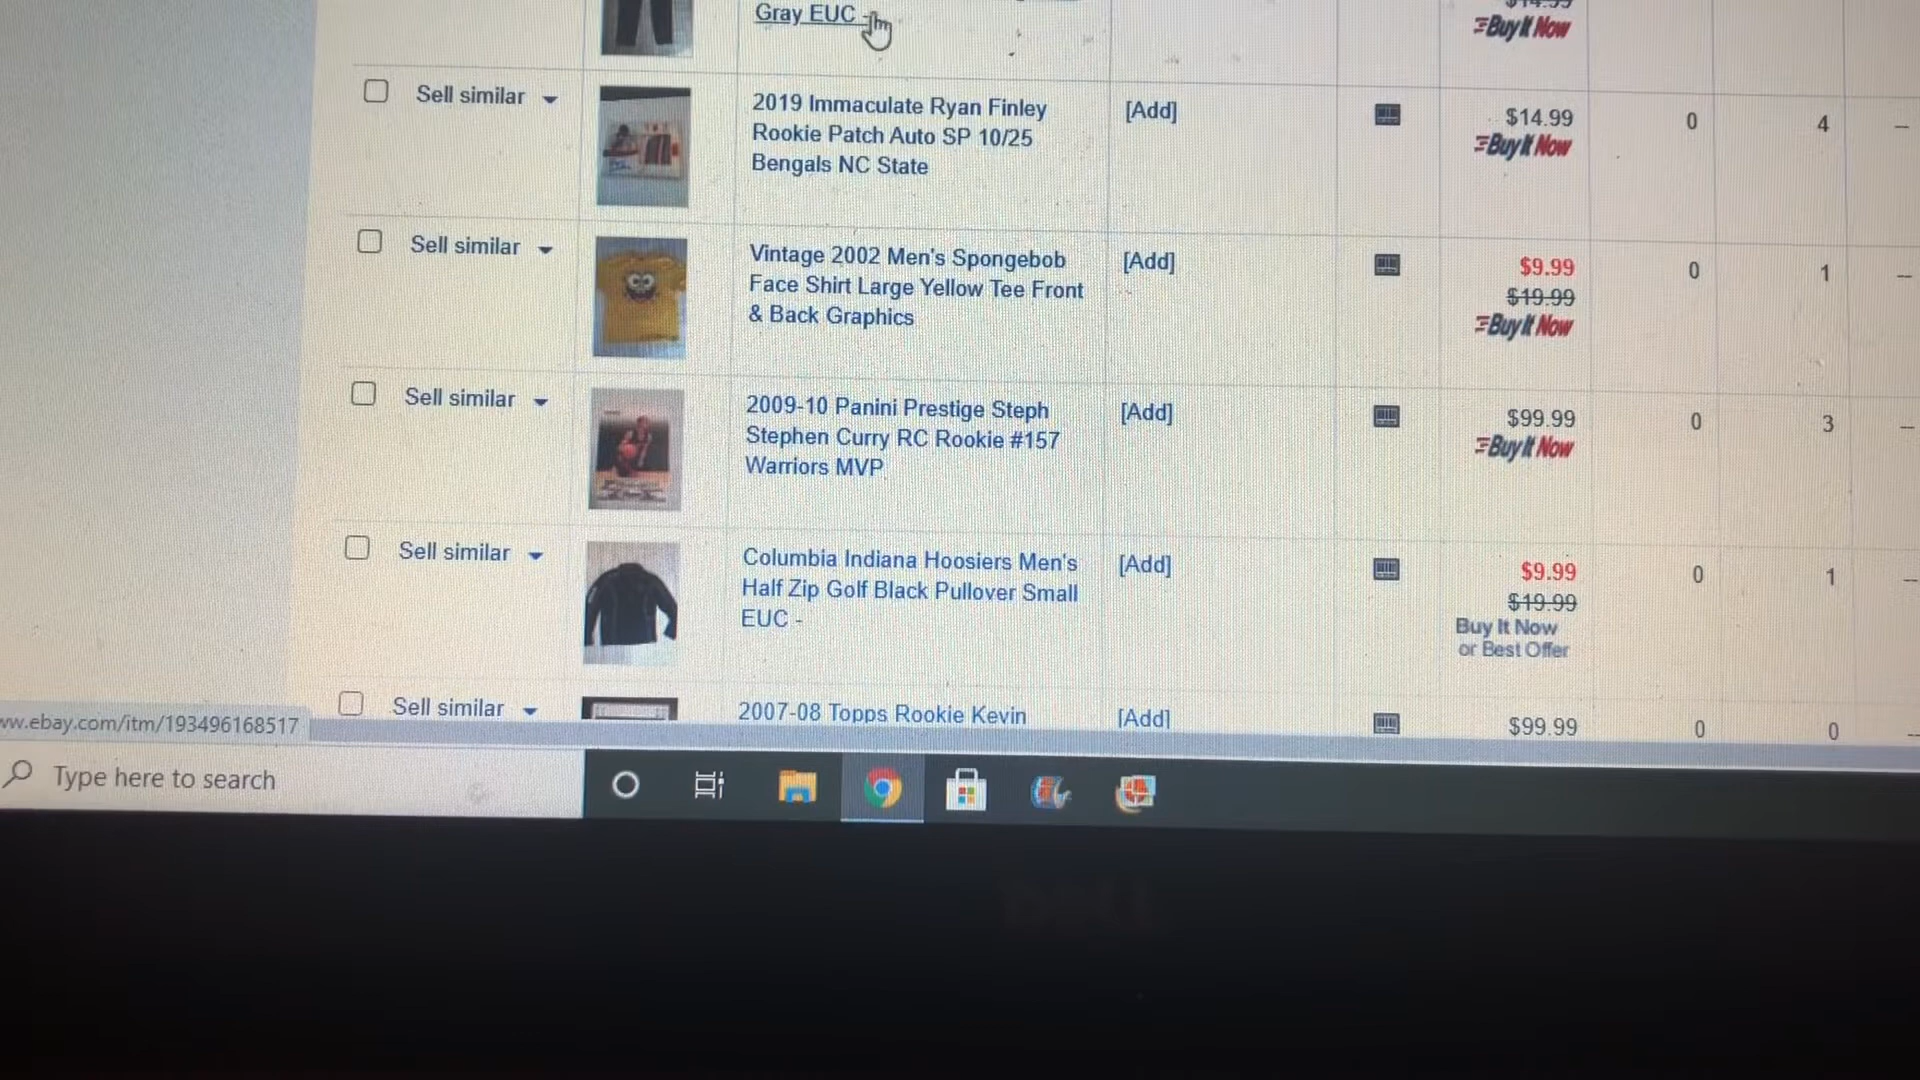 Gray EUC -
Buy It Now
Sell similar
2019 Immaculate Ryan Finley
Rookie Patch Auto SP 10/25
Bengals NC State
[Add]
$14.99
Buy It Now
0
4
--
Sell similar
Vintage 2002 Men's Spongebob
Face Shirt Large Yellow Tee Front
& Back Graphics
[Add]
$9.99
$19.99
Buy It Now
0
1
--
Sell similar
2009-10 Panini Prestige Steph
Stephen Curry RC Rookie #157
Warriors MVP
[Add]
$99.99
Buy It Now
0
3
--
Sell similar
Columbia Indiana Hoosiers Men's
Half Zip Golf Black Pullover Small
EUC -
[Add]
$9.99
$19.99
Buy It Now
or Best Offer
0
1
--
Sell similar
2007-08 Topps Rookie Kevin
[Add]
$99.99
0
0
--
ww.ebay.com/itm/193496168517
Type here to search